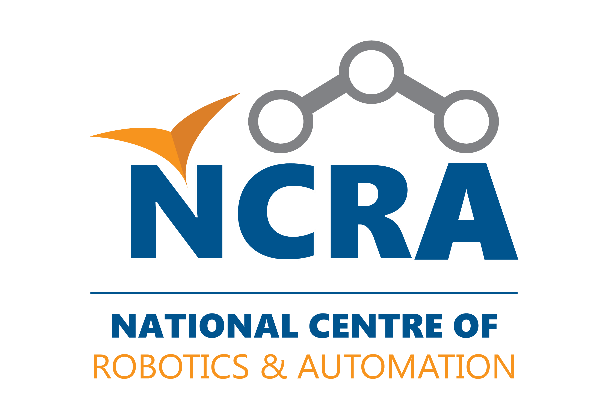 NCRA
NATIONAL CENTRE OF
ROBOTICS & AUTOMATION